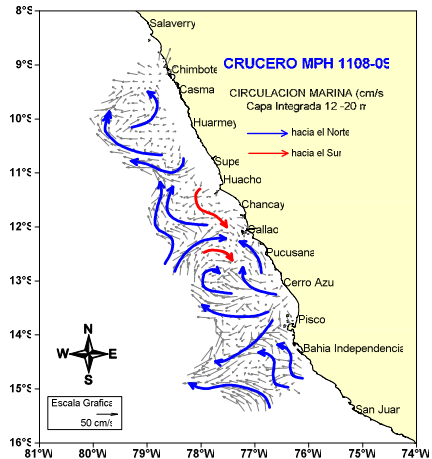 8°S
9°S
10°S
11°S
12°S
13°S
14°S
15°S
16°S
81°W
80°W
79°W
78°W
77°W
76°W
75°W
74°W
Salaverry
Chimbote
Casma
Huarmey
Supe
Huacho
Chancay
Callao
Pucusana
Cerro Azu
Pisco
Bahia Independencia
San Juar
CRUCERO MPH 1108-09
CIRCULACION MARINA (cm/s
Capa Integrada 12 -20 m
hacia el Norte
hacia el Sur
N
W E
S
Escala Grafica
50 cm/s